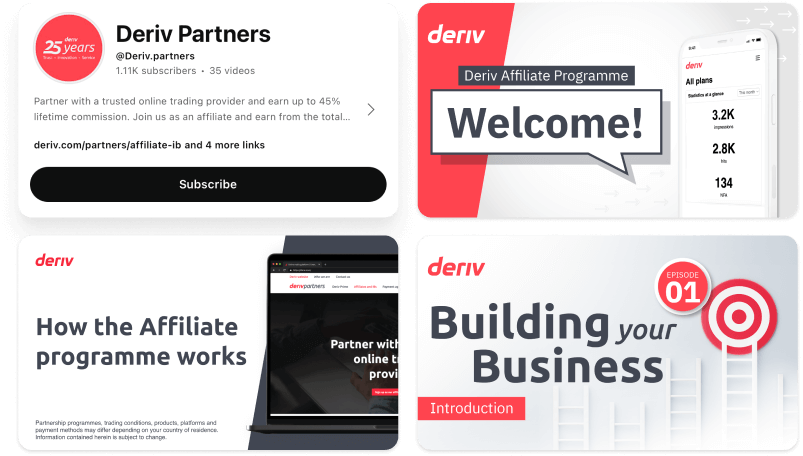 deriv
25 years
Trust • Innovation • Service
Deriv Partners
@Deriv.partners
1.11K subscribers • 35 videos
Partner with a trusted online trading provider and earn up to 45%
lifetime commission. Join us as an affiliate and earn from the total...
deriv.com/partners/affiliate-ib and 4 more links
Subscribe
deriv
Deriv Affiliate Programme
Welcome!
deriv
All plans
Statistics at a glance
This month
3.2K
Impressions
2.8K
Hits
134
deriv
How the Affiliate
programme works
Partnership programmes, trading conditions, products, platforms and
payment methods may differ depending on your country of residence.
Information contained herein is subject to change.
derivpartners
Partner with
online tr
provi
deriv
EPISODE
01
Building your
Business
Introduction